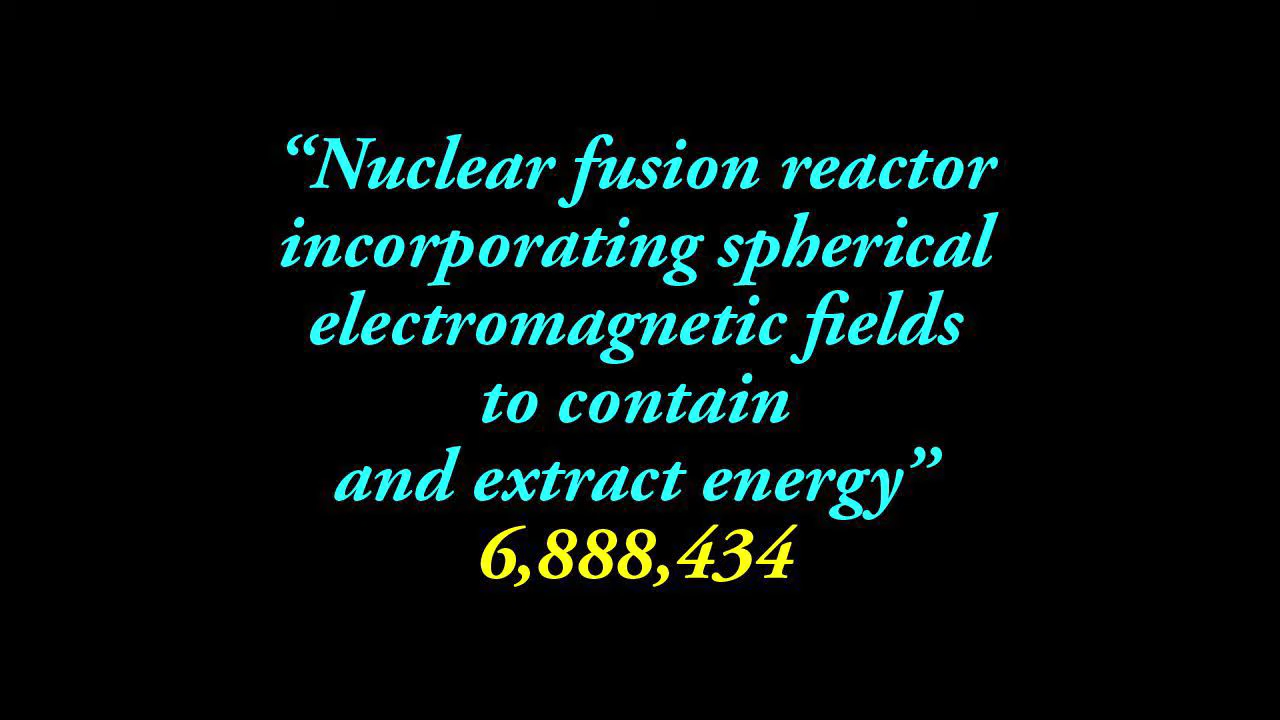 “Nuclear fusion reactor
incorporating spherical
electromagnetic fields
to contain
and extract energy”
6,888,434